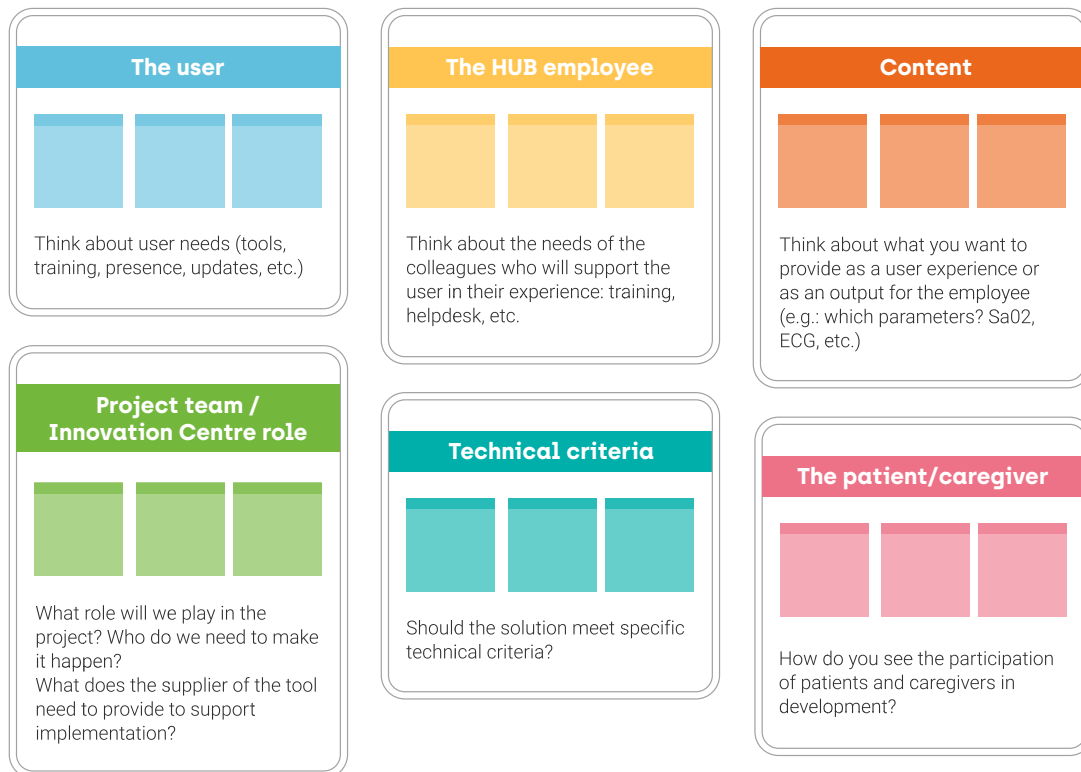 The user
Think about user needs (tools,
training, presence, updates, etc.)
The HUB employee
Think about the needs of the
colleagues who will support the
user in their experience: training,
helpdesk, etc.
Content
Think about what you want to
provide as a user experience or
as an output for the employee
(e.g.: which parameters? Sa02,
ECG, etc.)
Project team /
Innovation Centre role
What role will we play in the
project? Who do we need to make
it happen?
What does the supplier of the tool
need to provide to support
implementation?
Technical criteria
Should the solution meet specific
technical criteria?
The patient/caregiver
How do you see the participation
of patients and caregivers in
development?